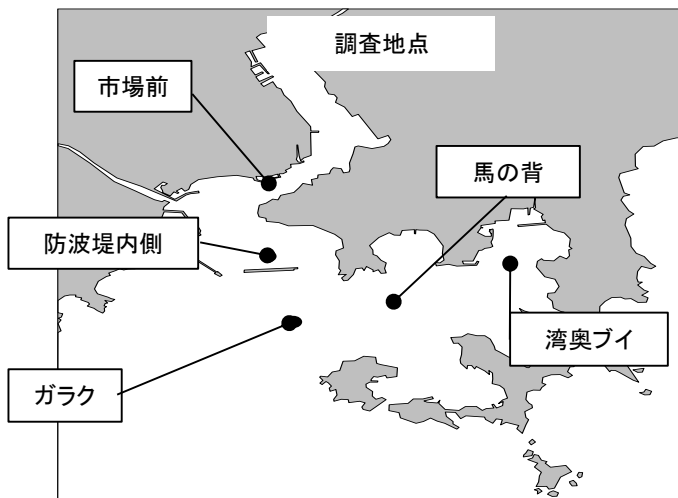 調査地点
市場前
馬の背
防波堤内側
湾奥ブイ
ガラク